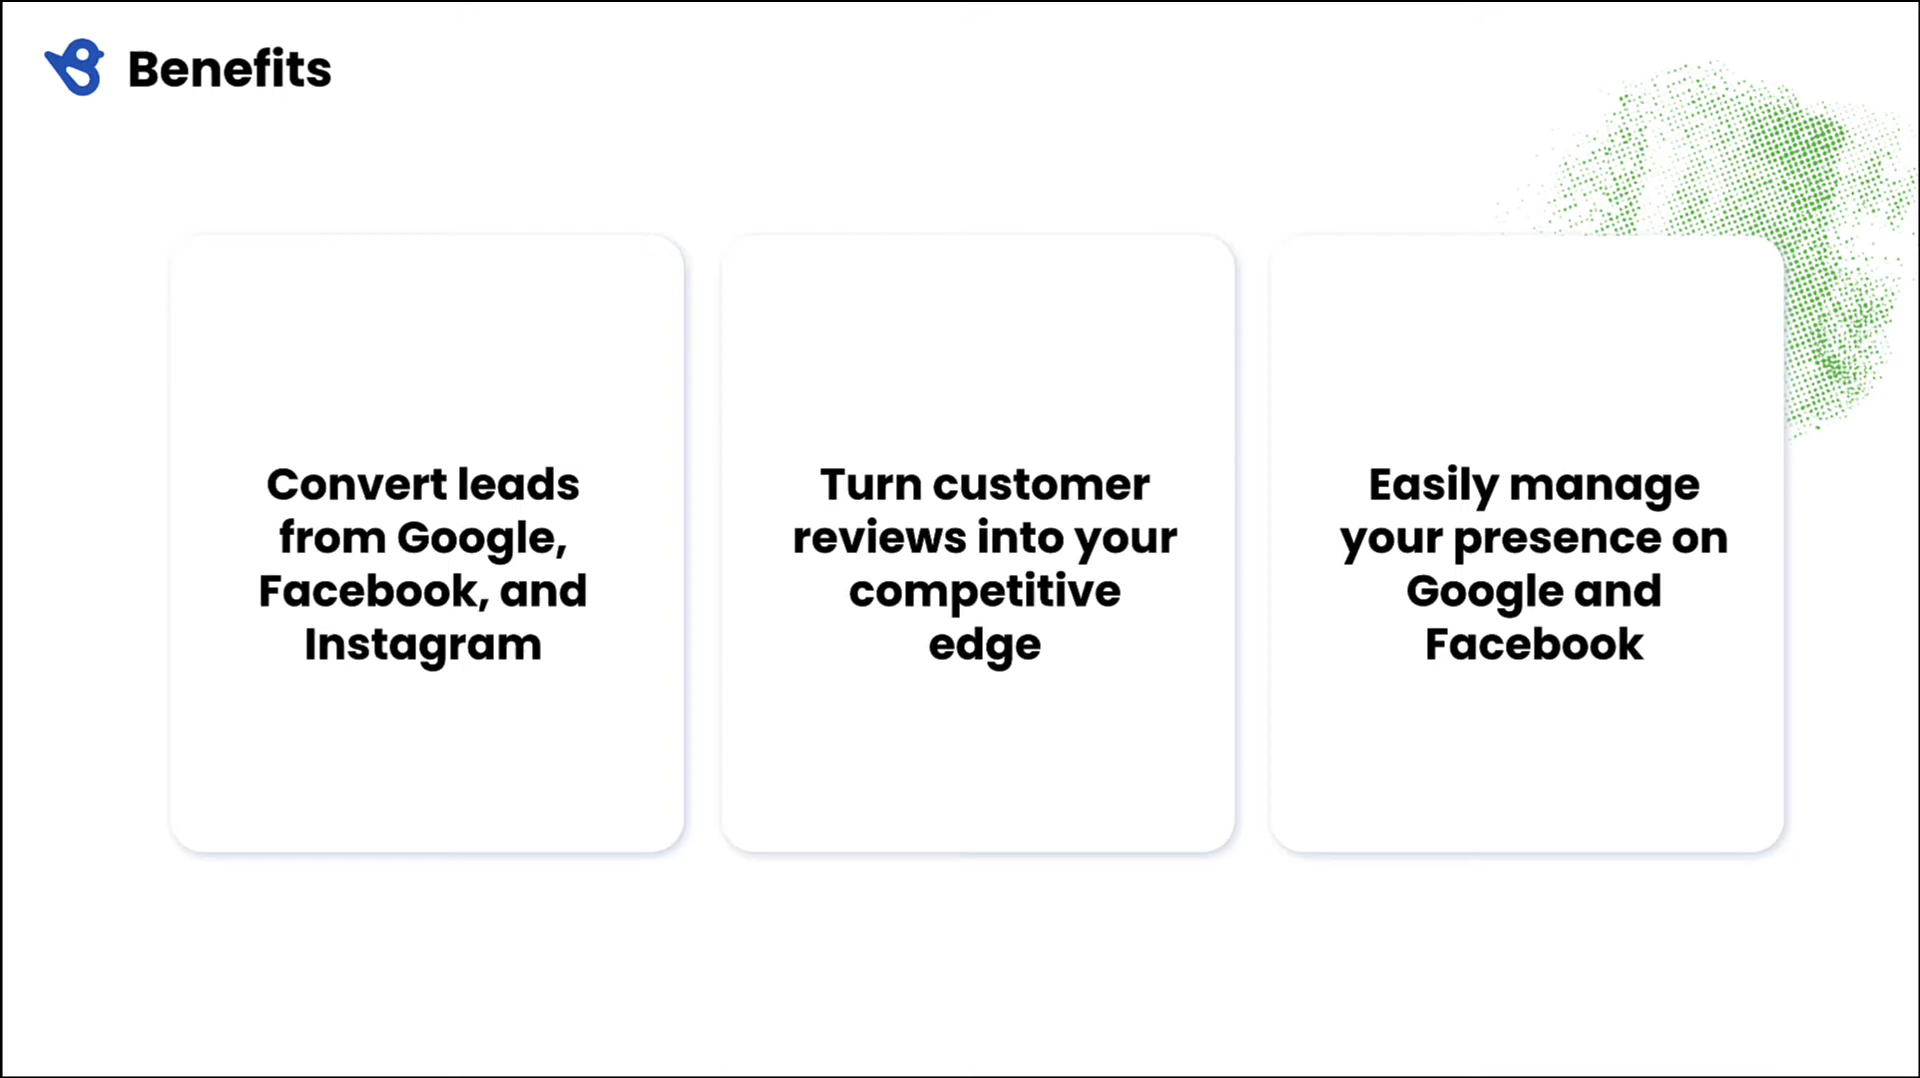 Benefits
Convert leads
from Google,
Facebook, and
Instagram
Turn customer
reviews into your
competitive
edge
Easily manage
your presence on
Google and
Facebook